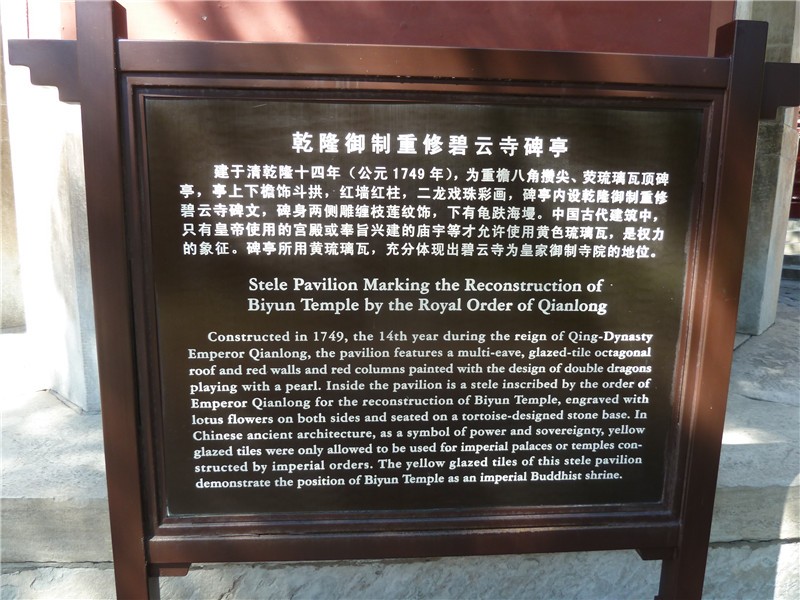 乾隆御制重修碧云寺碑亭
建于清乾隆十四年（公元1749年），为重檐八角攒尖、荧琉璃瓦顶碑
亭，亭上下檐饰斗拱，红墙红柱，二龙戏珠彩画，碑亭内设乾隆御制重修
碧云寺碑文，碑身两侧雕缠枝莲纹饰，下有龟趺海墁。中国古代建筑中，
只有皇帝使用的宫殿或奉旨兴建的庙宇等才允许使用黄色琉璃瓦，是权力
的象征。碑亭所用黄琉璃瓦，充分体现出碧云寺为皇家御制寺院的地位。
Stele Pavilion Marking the Reconstruction of
Biyun Temple by the Royal Order of Qianlong
Constructed in 1749, the 14th year during the reign of Qing-Dynasty
Emperor Qianlong, the pavilion features a multi-eave, glazed-tile octagonal
roof and red walls and red columns painted with the design of double dragons
playing with a pearl. Inside the pavilion is a stele inscribed by the order of
Emperor Qianlong for the reconstruction of Biyun Temple, engraved with
lotus flowers on both sides and seated on a tortoise-designed stone base. In
Chinese ancient architecture, as a symbol of power and sovereignty, yellow
glazed tiles were only allowed to be used for imperial palaces or temples con-
structed by imperial orders. The yellow glazed tiles of this stele pavilion
demonstrate the position of Biyun Temple as an imperial Buddhist shrine.